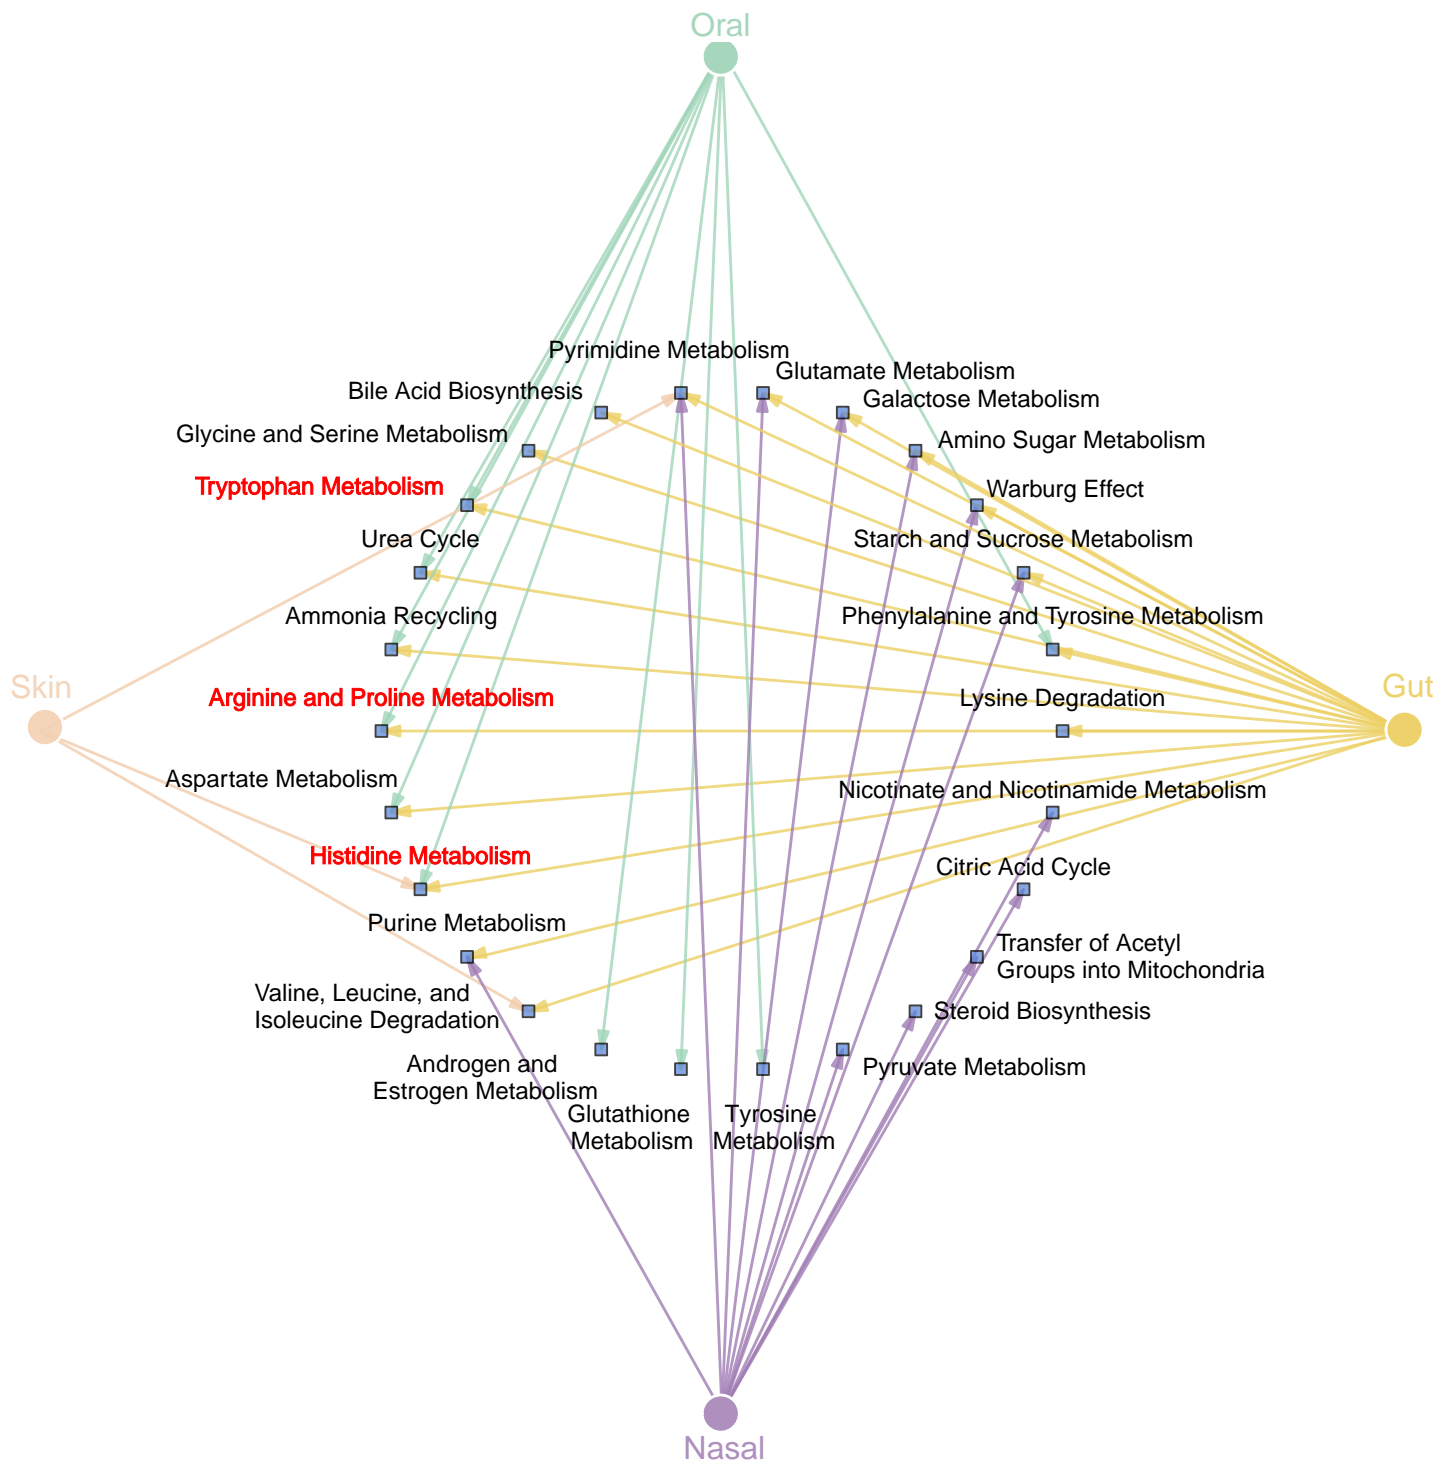 Oral
Pyrimidine Metabolism
Glutamate Metabolism
Bile Acid Biosynthesis
Galactose Metabolism
Glycine and Serine Metabolism
Amino Sugar Metabolism
Tryptophan Metabolism
Warburg Effect
Urea Cycle
Starch and Sucrose Metabolism
Ammonia Recycling
Phenylalanine and Tyrosine Metabolism
Skin
Gut
Arginine and Proline Metabolism
Lysine Degradation
Aspartate Metabolism
Nicotinate and Nicotinamide Metabolism
Histidine Metabolism
Citric Acid Cycle
Purine Metabolism
Transfer of Acetyl
Groups into Mitochondria
Valine, Leucine, and
Isoleucine Degradation
Steroid Biosynthesis
Androgen and
Estrogen Metabolism
Pyruvate Metabolism
Glutathione
Metabolism
Tyrosine
Metabolism
Nasal